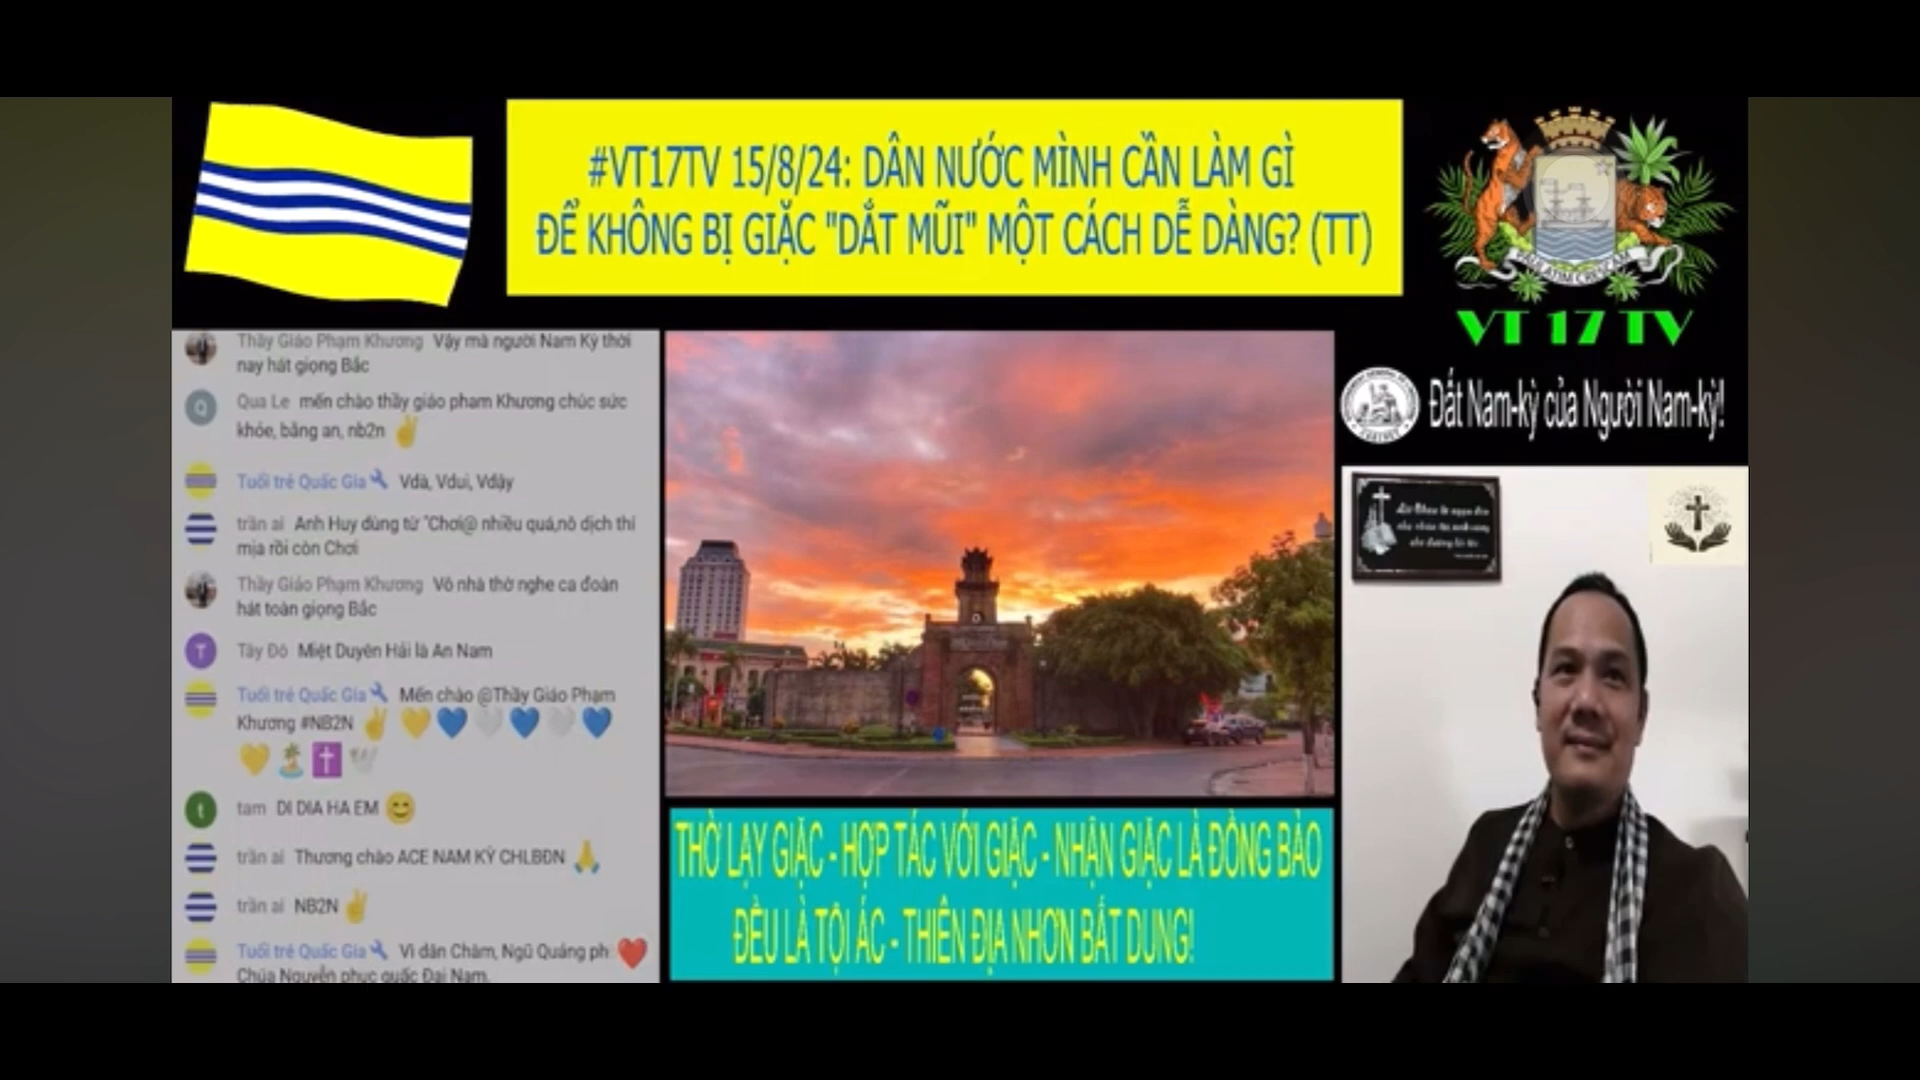 #VT17TV 15/8/24: DÂN NƯỚC MÌNH CẦN LÀM GÌ
ĐỂ KHÔNG BỊ GIẶC "DẮT MŨI" MỘT CÁCH DỄ DÀNG? (TT)
PAULATIM CRESCAM
VT 17 TV
Đất Nam-kỳ của Người Nam-kỳ!
Thầy Giáo Phạm Khương Vậy mà người Nam Kỳ thời
nay hát giọng Bắc
Qua Le mến chào thầy giáo pham Khương chúc sức
khỏe, bằng an, nb2n
Tuổi trẻ Quốc Gia Vdà, Vdui, Vdậy
trần ai Anh Huy dùng từ "Chơi@ nhiều quá,nô dịch thí
mịa rồi còn Chơi
Thầy Giáo Phạm Khương Vô nhà thờ nghe ca đoàn
hát toàn giọng Bắc
T
Tây Đô Miệt Duyên Hải là An Nam
Tuổi trẻ Quốc Gia Mến chào @Thầy Giáo Phạm
Khương #NB2N
t
tam DI DIA HA EM
trần ai Thương chào ACE NAM KỲ CHLBĐN
trần ai NB2N
Tuổi trẻ Quốc Gia Vì dân Chàm, Ngũ Quảng ph
Chúa Nguyễn phục quốc Đại Nam.
THỜ LẠY GIẶC - HỢP TÁC VỚI GIẶC - NHẬN GIẶC LÀ ĐỒNG BÀO
ĐỀU LÀ TỘI ÁC - THIÊN ĐỊA NHƠN BẤT DUNG!